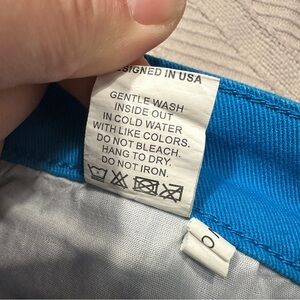 DESIGNED IN USA
GENTLE WASH
INSIDE OUT
IN COLD WATER
WITH LIKE COLORS.
DO NOT BLEACH.
HANG TO DRY.
DO NOT IRON.